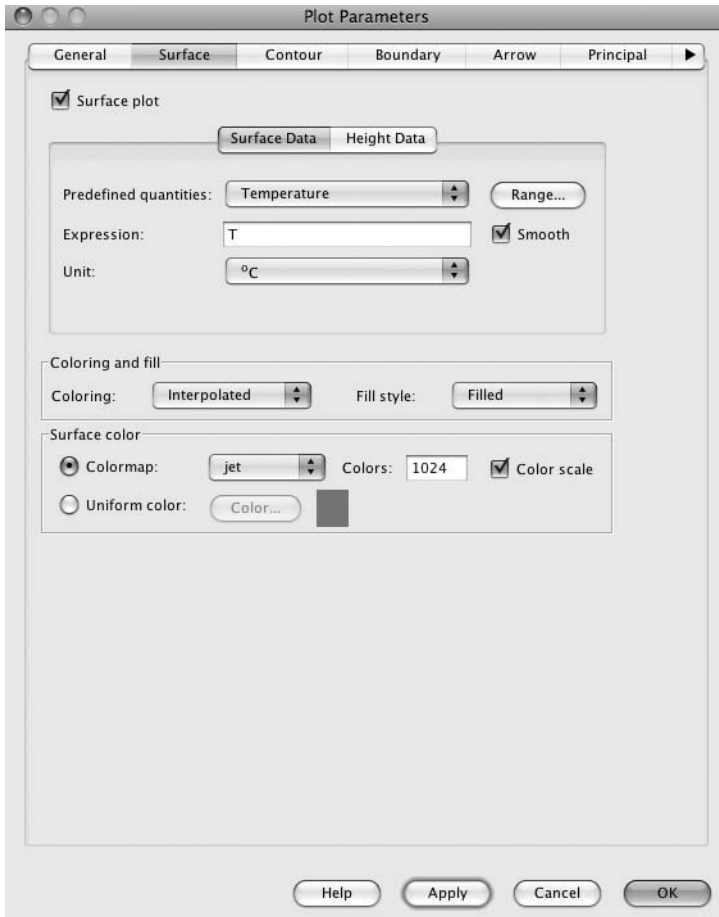 Plot Parameters
General Surface Contour Boundary Arrow Principal
Surface plot
Surface Data Height Data
Predefined quantities: Temperature Range...
Expression: T Smooth
Unit: °C
Coloring and fill
Coloring: Interpolated Fill style: Filled
Surface color
Colormap: jet Colors: 1024 Color scale
Uniform color: Color...
Help Apply Cancel OK